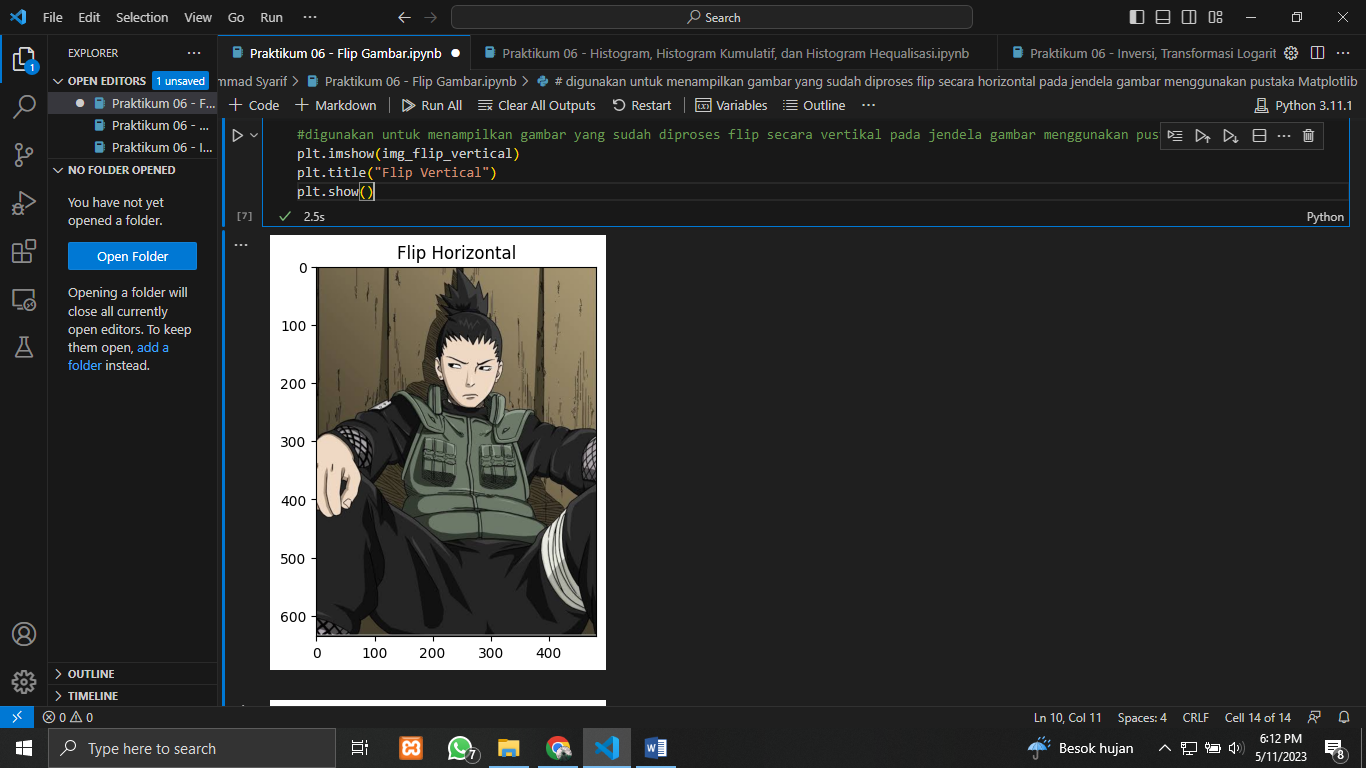 File Edit Selection View Go Run ··· Search
EXPLORER ···
OPEN EDITORS 1 unsaved
Praktikum 06 - F...
Praktikum 06 - ...
Praktikum 06 - I...
NO FOLDER OPENED
You have not yet
opened a folder.
Open Folder
Opening a folder will
close all currently
open editors. To keep
them open, add a
folder instead.
OUTLINE
TIMELINE
1
Praktikum 06 - Flip Gambar.ipynb
Praktikum 06 - Histogram, Histogram Kumulatif, dan Histogram Hequalisasi.ipynb
Praktikum 06 - Inversi, Transformasi Logarit
mmad Syarif > Praktikum 06 - Flip Gambar.ipynb > # digunakan untuk menampilkan gambar yang sudah diproses flip secara horizontal pada jendela gambar menggunakan pustaka Matplotlib
+ Code + Markdown Run All Clear All Outputs Restart Variables Outline ··· Python 3.11.1
#digunakan untuk menampilkan gambar yang sudah diproses flip secara vertikal pada jendela gambar menggunakan pus
plt.imshow(img_flip_vertical)
plt.title("Flip Vertical")
plt.show()
[7] 2.5s Python
Flip Horizontal
0
100
200
300
400
500
600
0 100 200 300 400
0 0 Ln 10, Col 11 Spaces: 4 CRLF Cell 14 of 14
Type here to search 7 Besok hujan 6:12 PM
5/11/2023 8